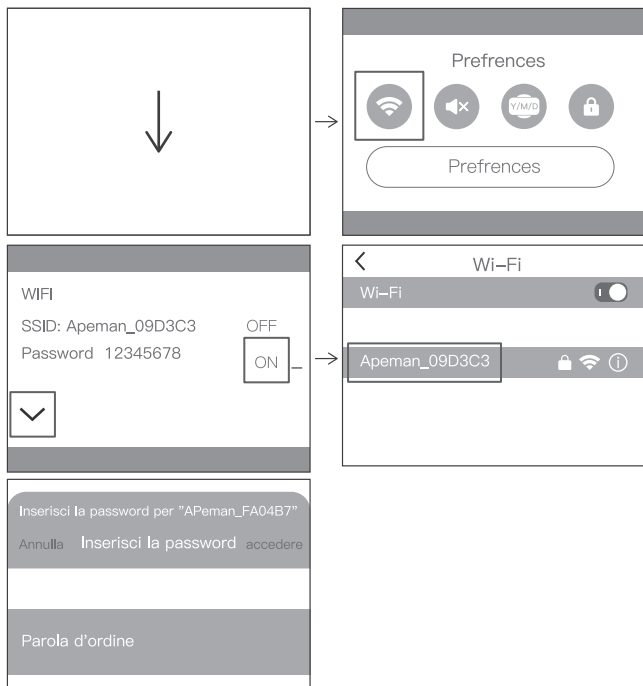 Prefrences
Y/M/D
Prefrences
WIFI
SSID: Apeman_09D3C3 OFF
Password 12345678 ON
Wi-Fi
Wi-Fi
Apeman_09D3C3
Inserisci la password per "APeman_FA04B7"
Annulla Inserisci la password accedere
Parola d'ordine